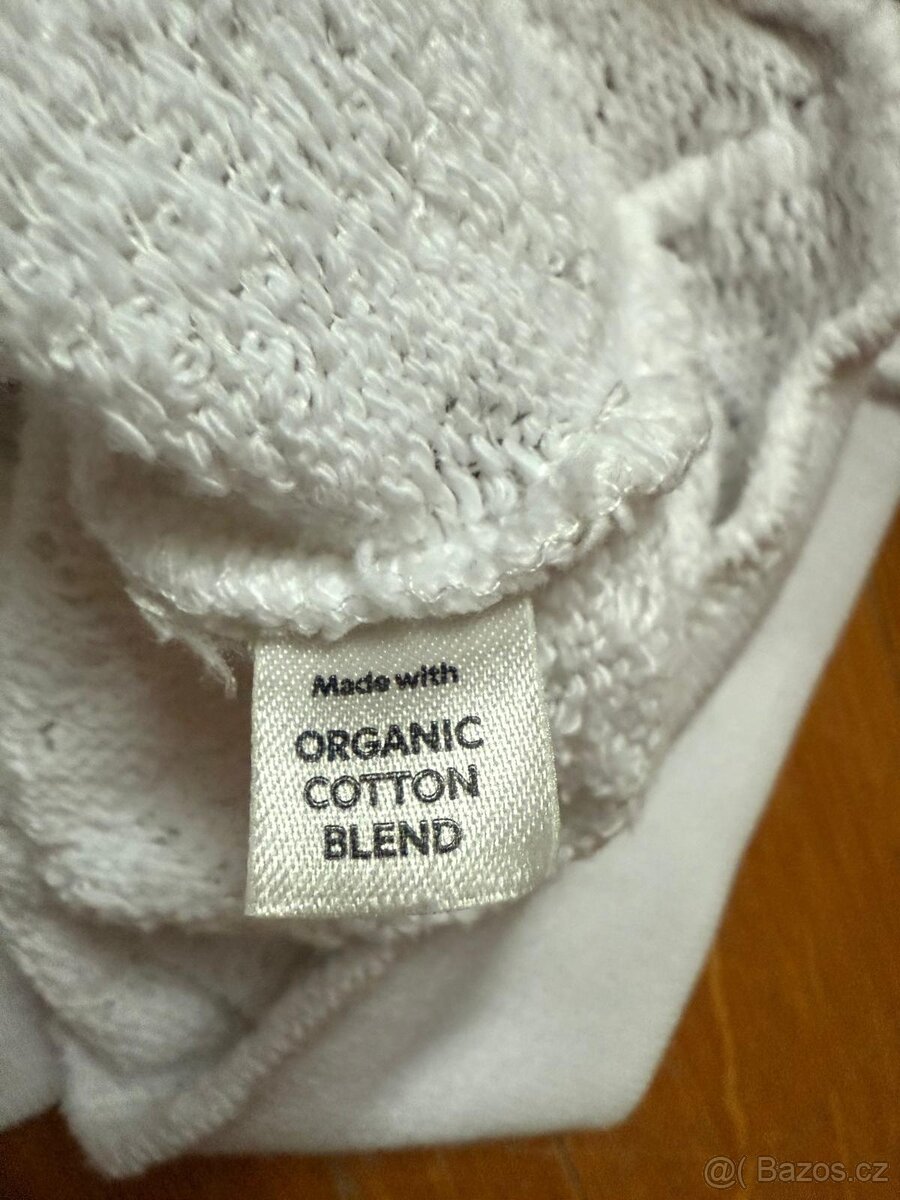 Made with
ORGANIC
COTTON
BLEND
@( Bazos.cz